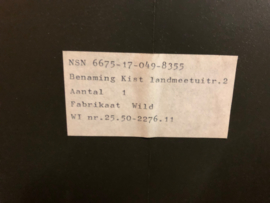 NSN 6675-17-049-8355
Benaming Kist landmeetuitr.2
Aantal 1
Fabrikaat Wild
WI nr.25.50-2276.11